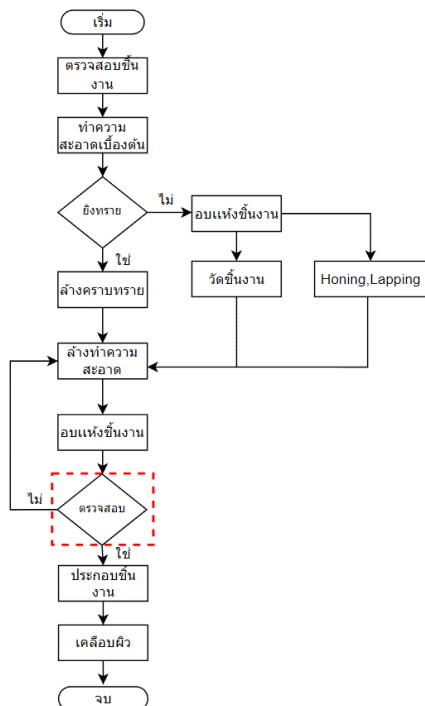 เริ่ม
ตรวจสอบชิ้น
งาน
ทำความ
สะอาดเบื้องต้น
ยิงทราย
ไม่
อบแห้งชิ้นงาน
ใช่
ล้างคราบทราย
วัดชิ้นงาน
Honing,Lapping
ล้างทำความ
สะอาด
อบแห้งชิ้นงาน
ไม่
ตรวจสอบ
ใช่
ประกอบชิ้น
งาน
เคลือบผิว
จบ